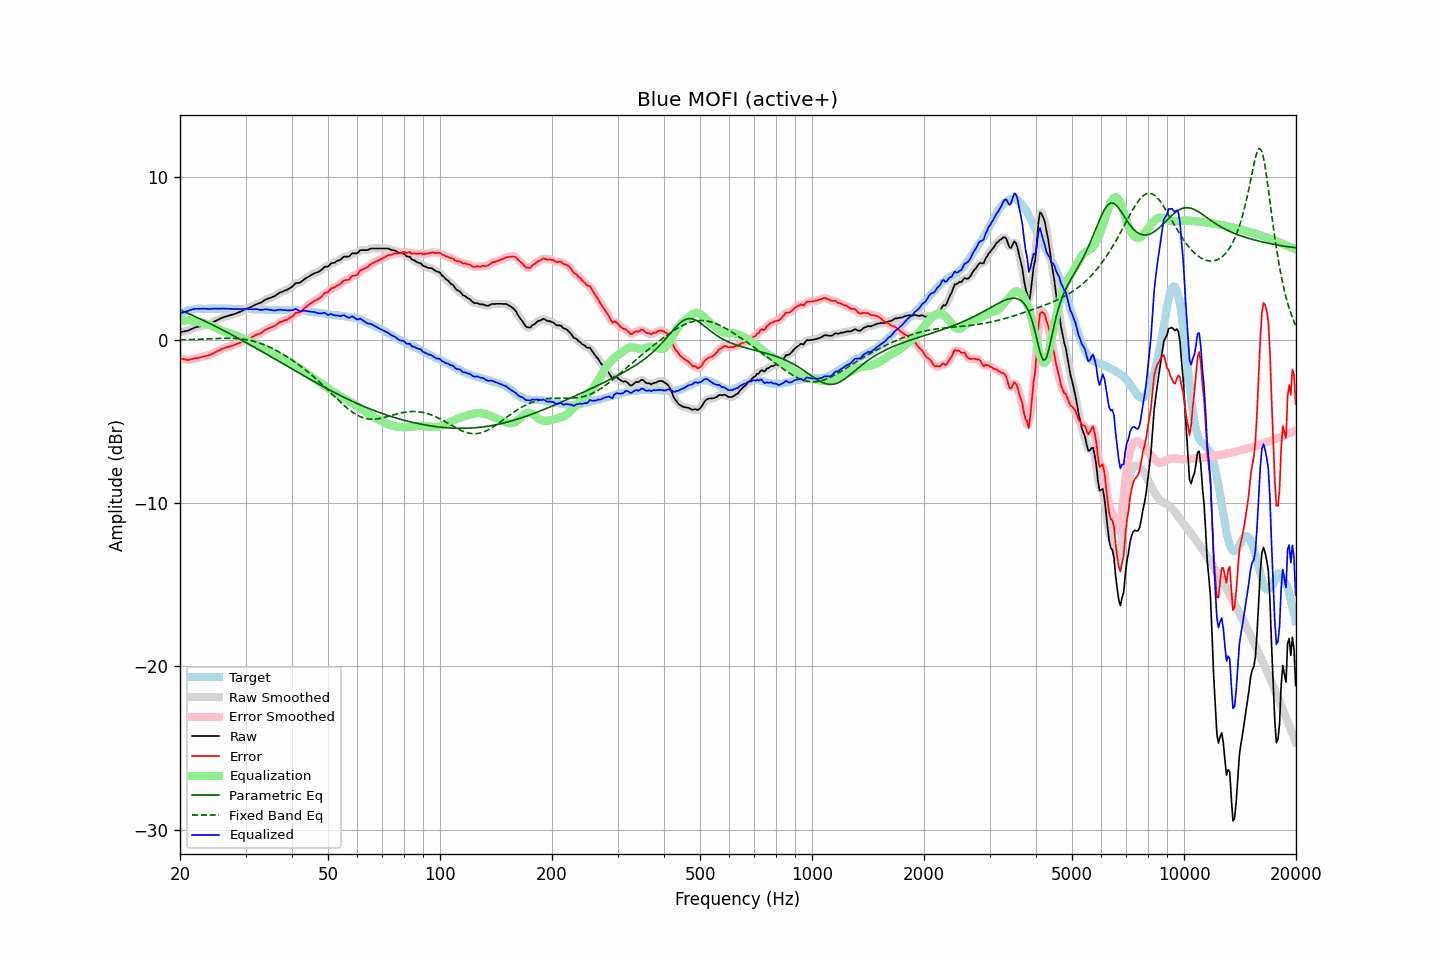 Blue MOFI (active+)
Amplitude (dBr)
10
0
−10
−20
−30
Target
Raw Smoothed
Error Smoothed
Raw
Error
Equalization
Parametric Eq
Fixed Band Eq
Equalized
20 50 100 200 500 1000 2000 5000 10000 20000
Frequency (Hz)